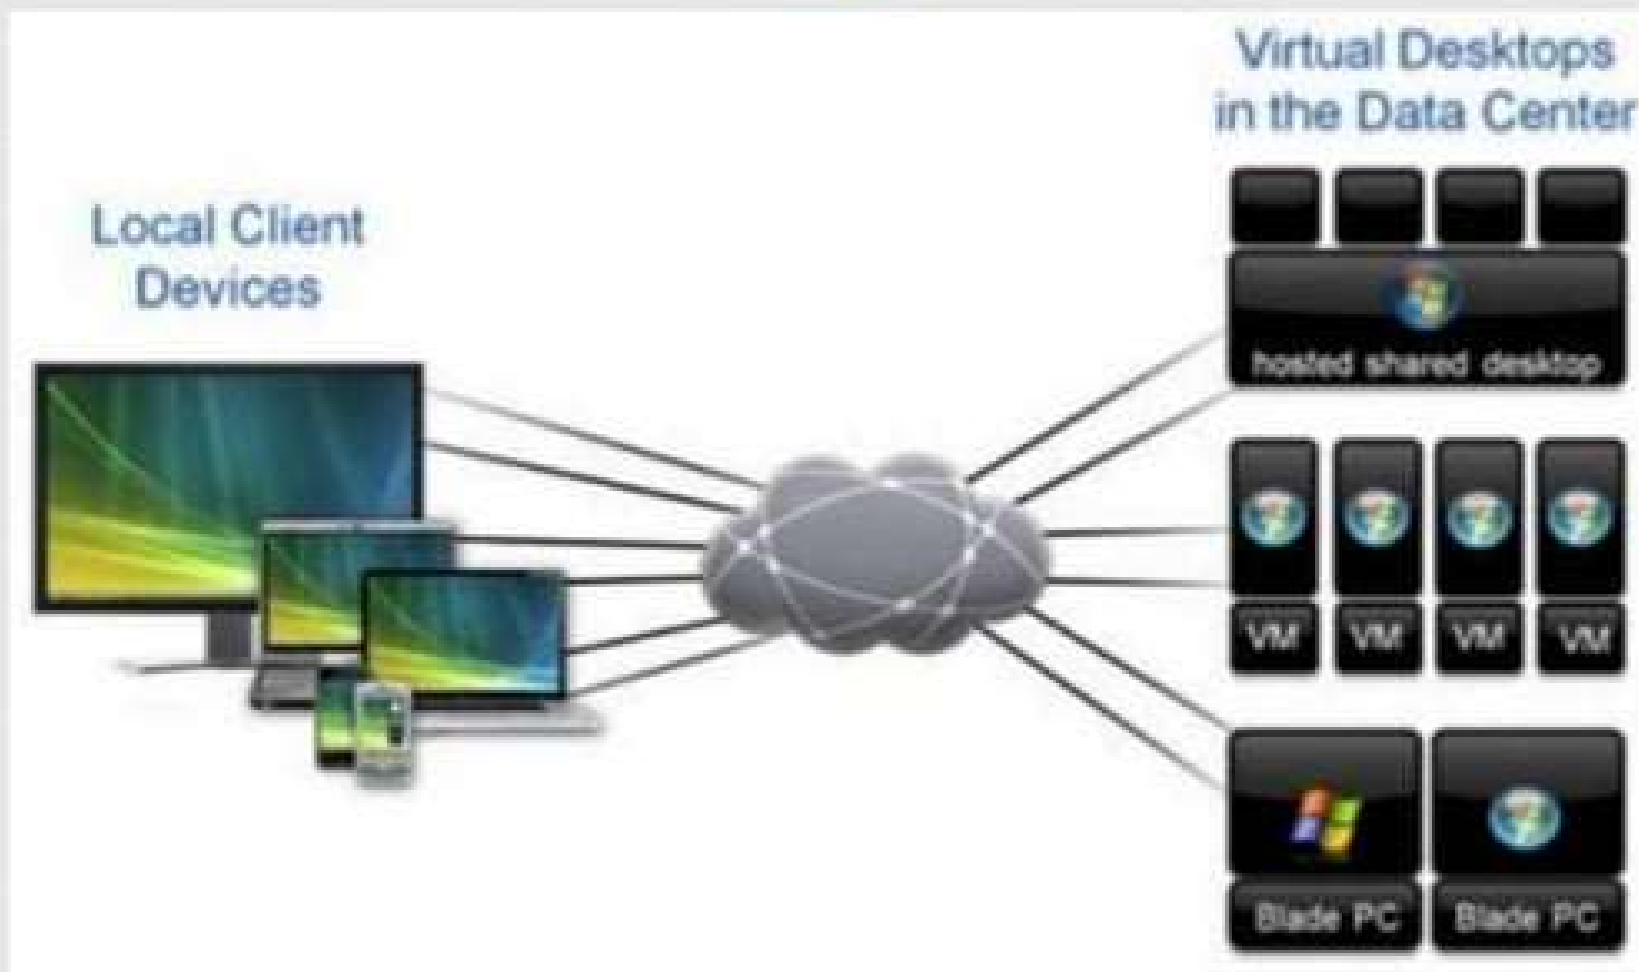 Virtual Desktops
in the Data Center
Local Client
Devices
hosted shared desktop
VM VM VM VM
Blade PC Blade PC